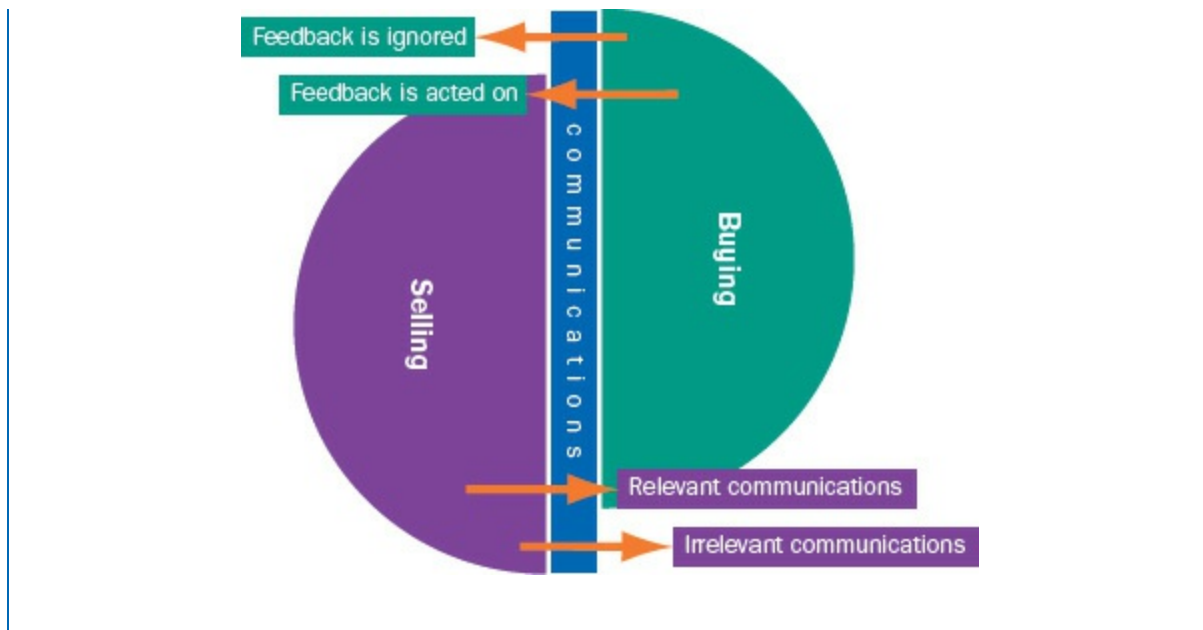 Feedback is ignored
Feedback is acted on
communications
Buying
Selling
Relevant communications
Irrelevant communications